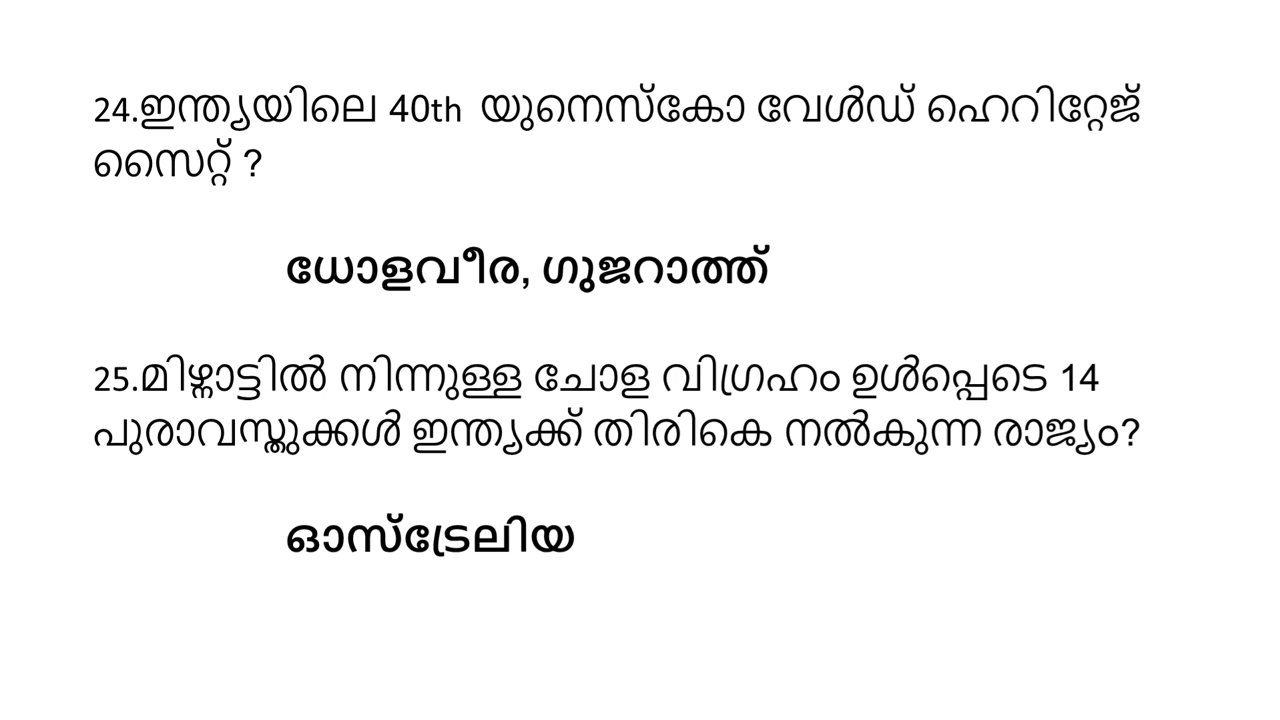 24.ഇന്ത്യയിലെ 40th യുനെസ്കോ വേൾഡ് ഹെറിറ്റേജ്
സൈറ്റ് ?
ധോളവീര, ഗുജറാത്ത്
25.മിഴ്നാട്ടിൽ നിന്നുള്ള ചോള വിഗ്രഹം ഉൾപ്പെടെ 14
പുരാവസ്തുക്കൾ ഇന്ത്യക്ക് തിരികെ നൽകുന്ന രാജ്യം?
ഓസ്ട്രേലിയ